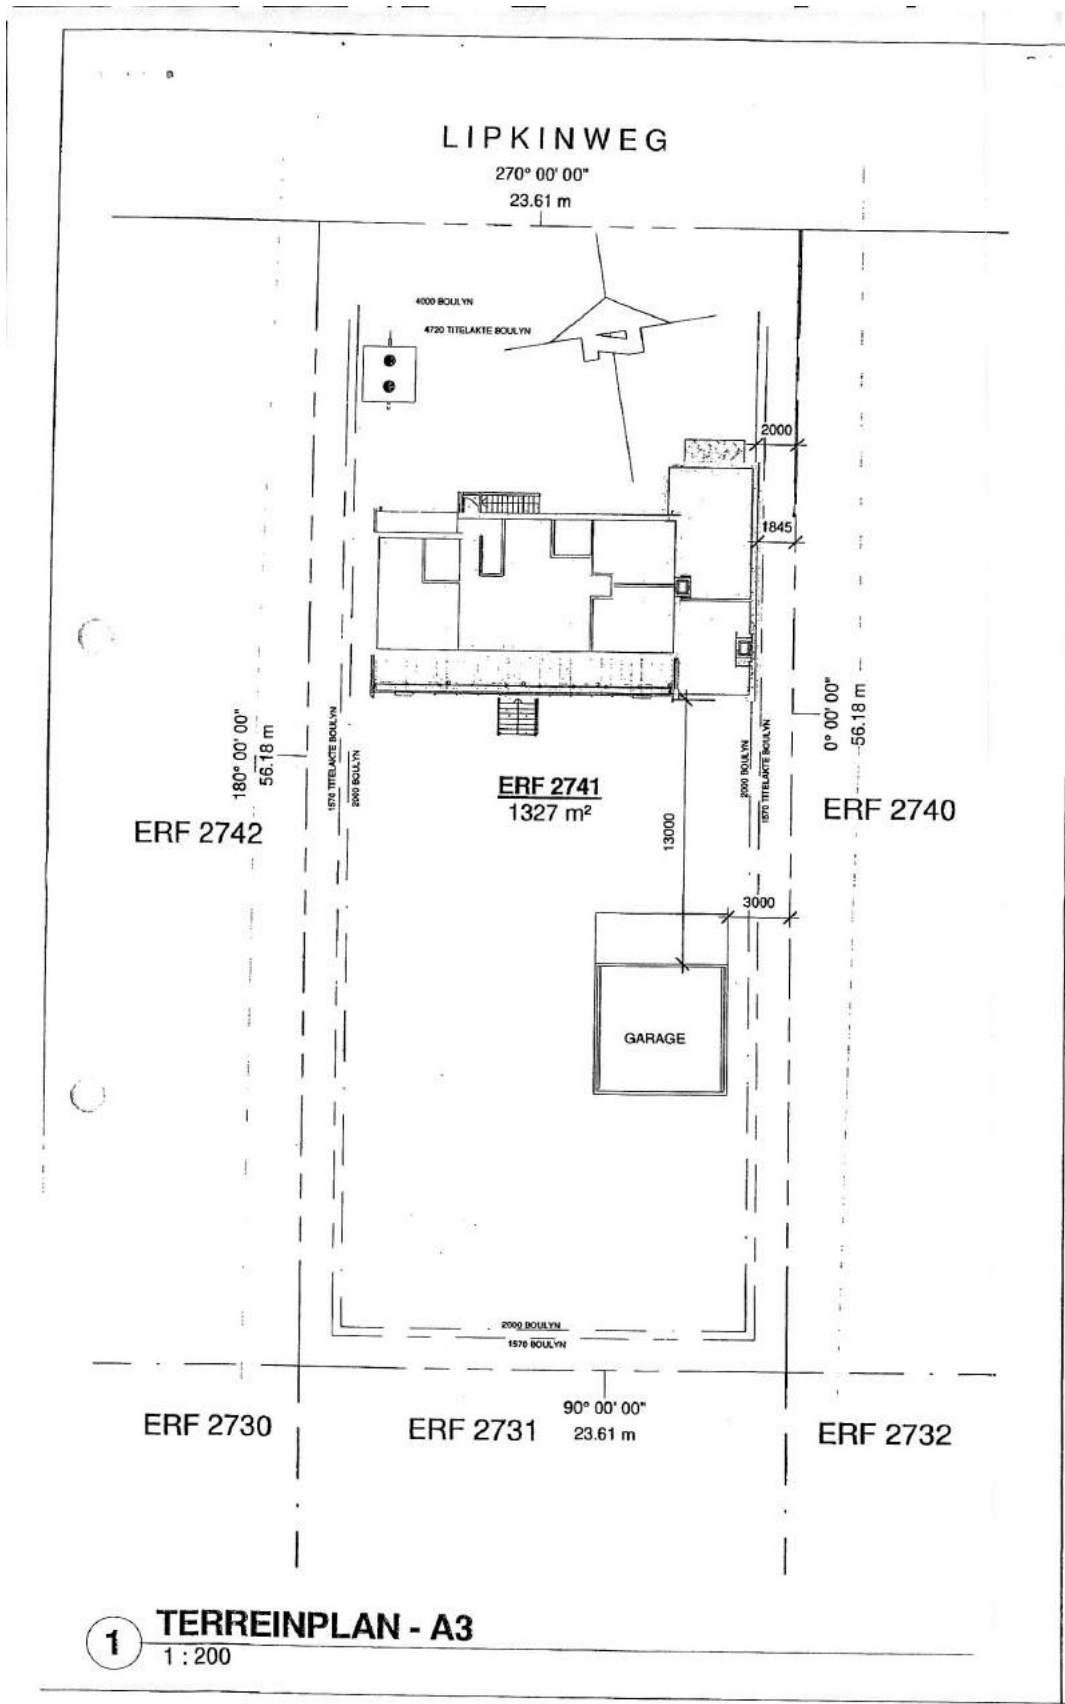 LIPKINWEG
270° 00' 00"
23.61 m
4000 BOULYN
4720 TITELAKTE BOULYN
2000
1845
180° 00' 00"
56.18 m
1570 TITELAKTE BOULYN
2000 BOULYN
ERF 2741
1327 m²
13000
2000 BOULYN
1570 TITELAKTE BOULYN
0° 00' 00"
56.18 m
ERF 2742
ERF 2740
3000
GARAGE
2000 BOULYN
1570 BOULYN
ERF 2730
ERF 2731
90° 00' 00"
23.61 m
ERF 2732
1
TERREINPLAN - A3
1 : 200